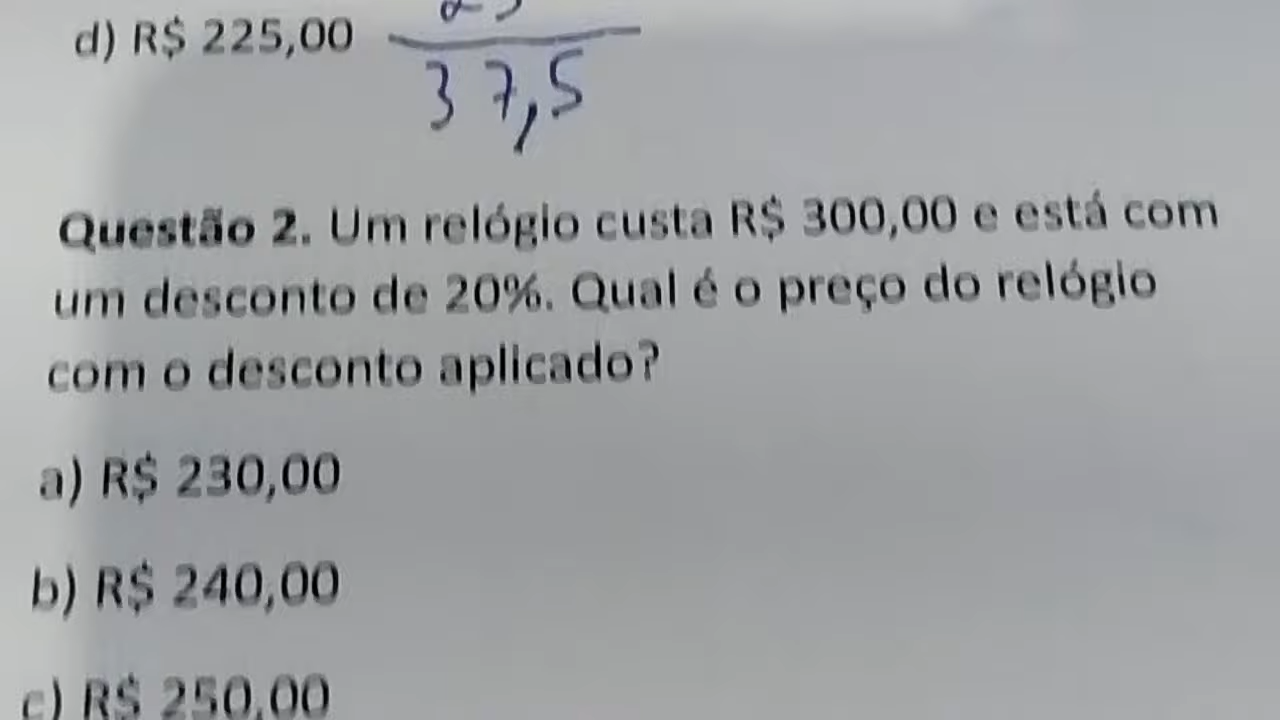 d) R$ 225,00
37,5
Questão 2. Um relógio custa R$ 300,00 e está com
um desconto de 20%. Qual é o preço do relógio
com o desconto aplicado?
a) R$ 230,00
b) R$ 240,00
c) R$ 250,00